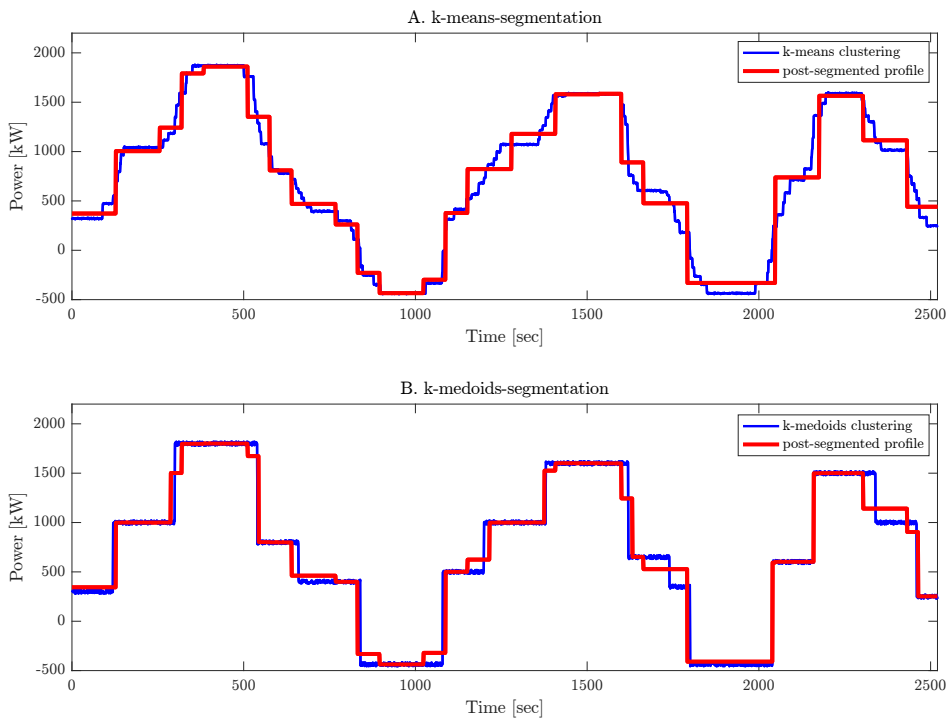 A. k-means-segmentation
2000
1500
1000
500
0
-500
Power [kW]
k-means clustering
post-segmented profile
0 500 1000 1500 2000 2500
Time [sec]
B. k-medoids-segmentation
2000
1500
1000
500
0
-500
Power [kW]
k-medoids clustering
post-segmented profile
0 500 1000 1500 2000 2500
Time [sec]